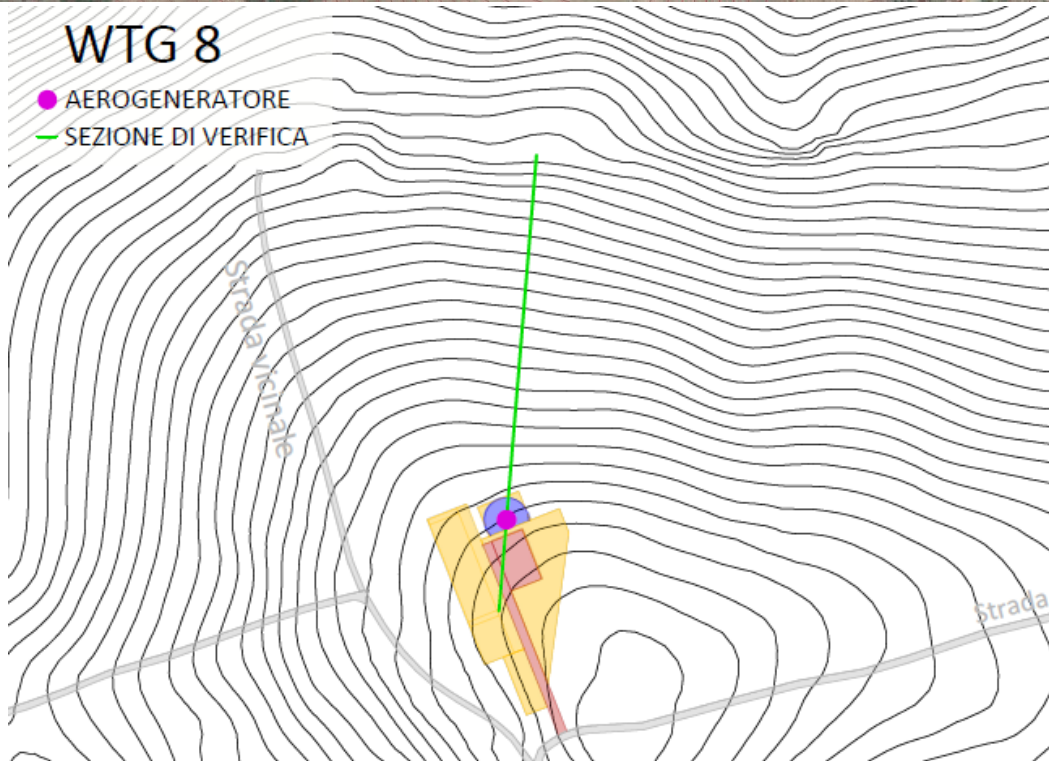 WTG 8
AEROGENERATORE
SEZIONE DI VERIFICA
Strada vicinale
Strada